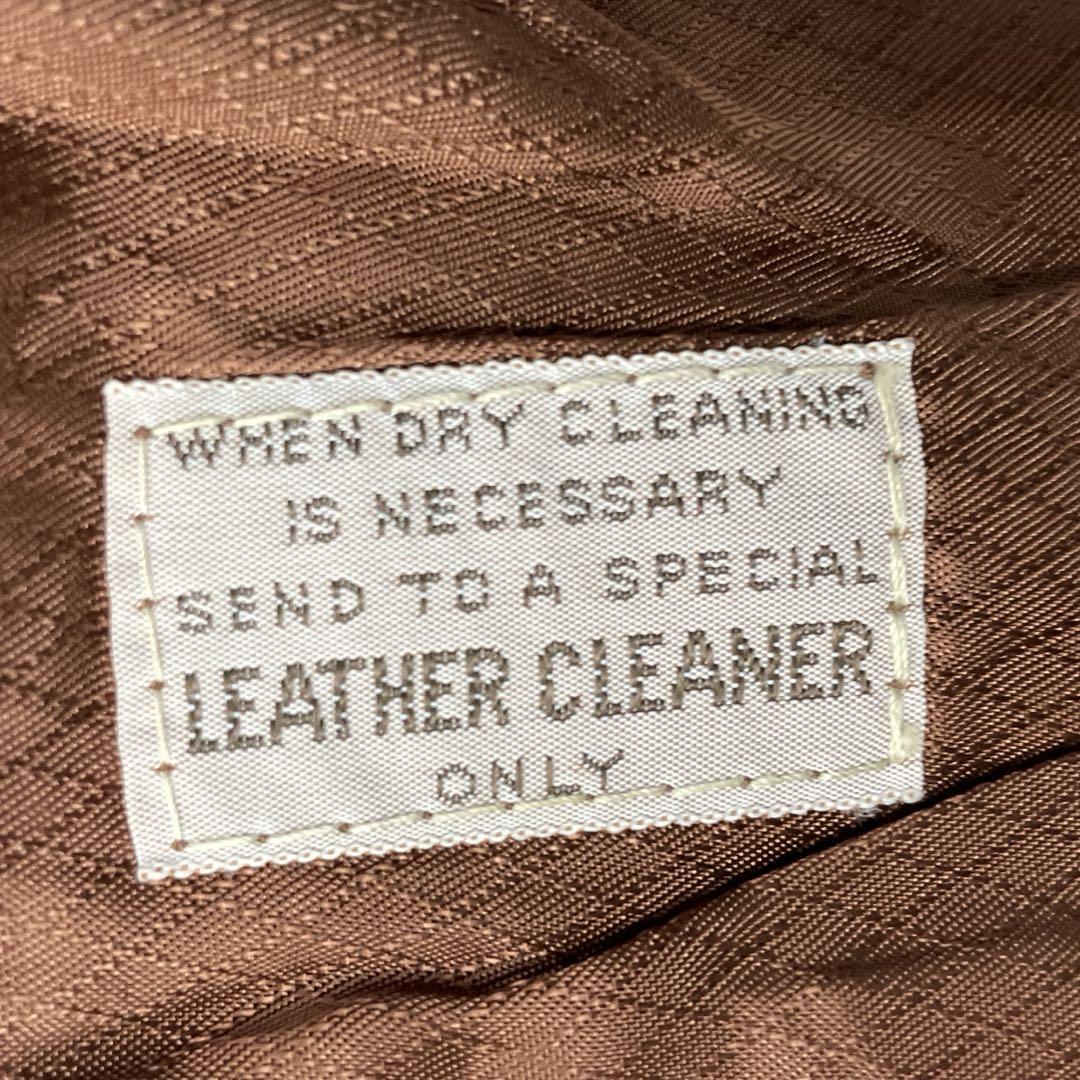 WHEN DRY CLEANING
IS NECESSARY
SEND TO A SPECIAL
LEATHER CLEANER
ONLY